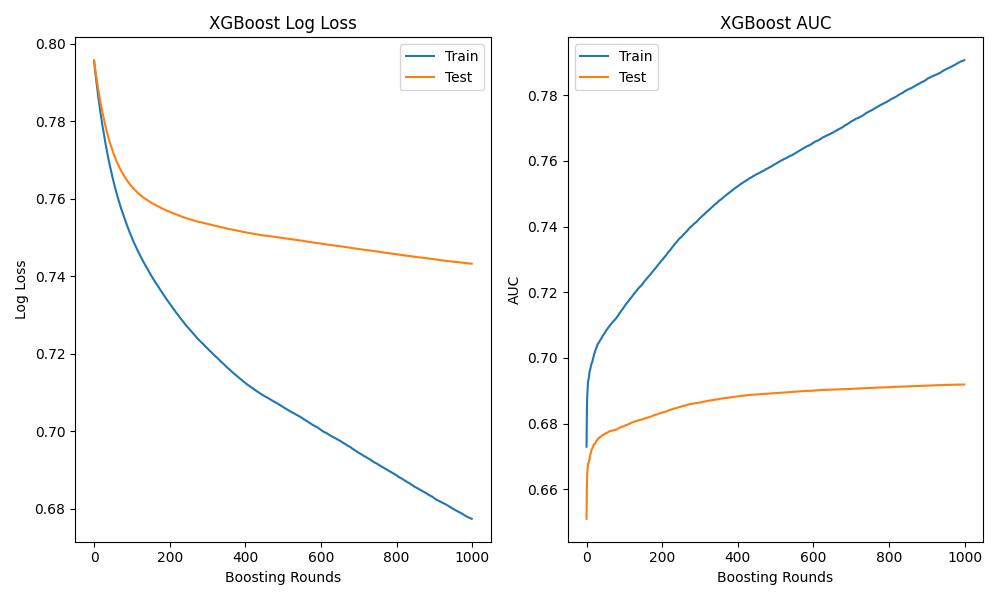 XGBoost Log Loss
Train
Test
0.80
0.78
0.76
0.74
0.72
0.70
0.68
Log Loss
0
200
400
600
800
1000
Boosting Rounds
XGBoost AUC
Train
Test
0.78
0.76
0.74
0.72
0.70
0.68
0.66
AUC
0
200
400
600
800
1000
Boosting Rounds